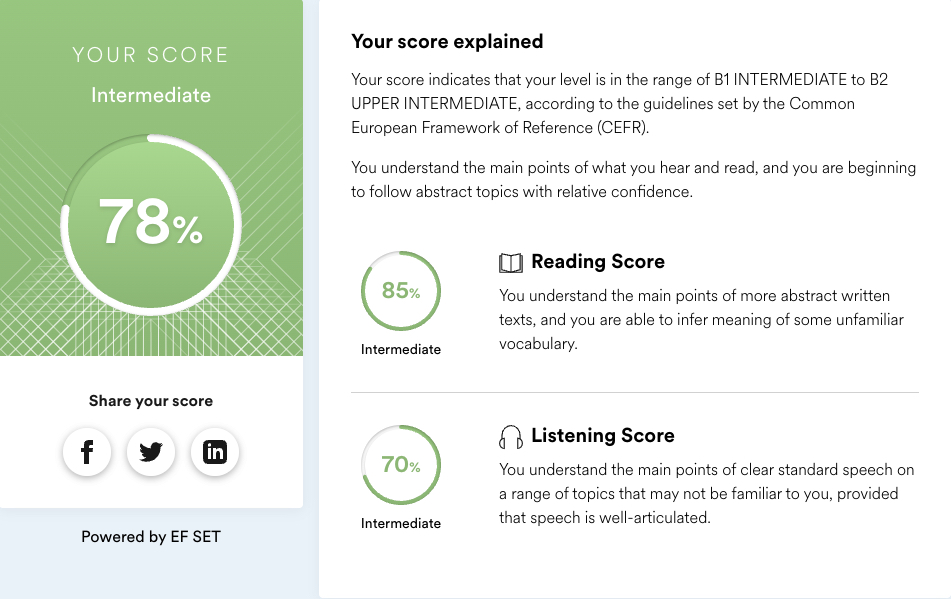 YOUR SCORE
Intermediate
78%
Share your score
f
in
Powered by EF SET
Your score explained
Your score indicates that your level is in the range of B1 INTERMEDIATE to B2
UPPER INTERMEDIATE, according to the guidelines set by the Common
European Framework of Reference (CEFR).
You understand the main points of what you hear and read, and you are beginning
to follow abstract topics with relative confidence.
85%
Intermediate
Reading Score
You understand the main points of more abstract written
texts, and you are able to infer meaning of some unfamiliar
vocabulary.
70%
Intermediate
Listening Score
You understand the main points of clear standard speech on
a range of topics that may not be familiar to you, provided
that speech is well-articulated.